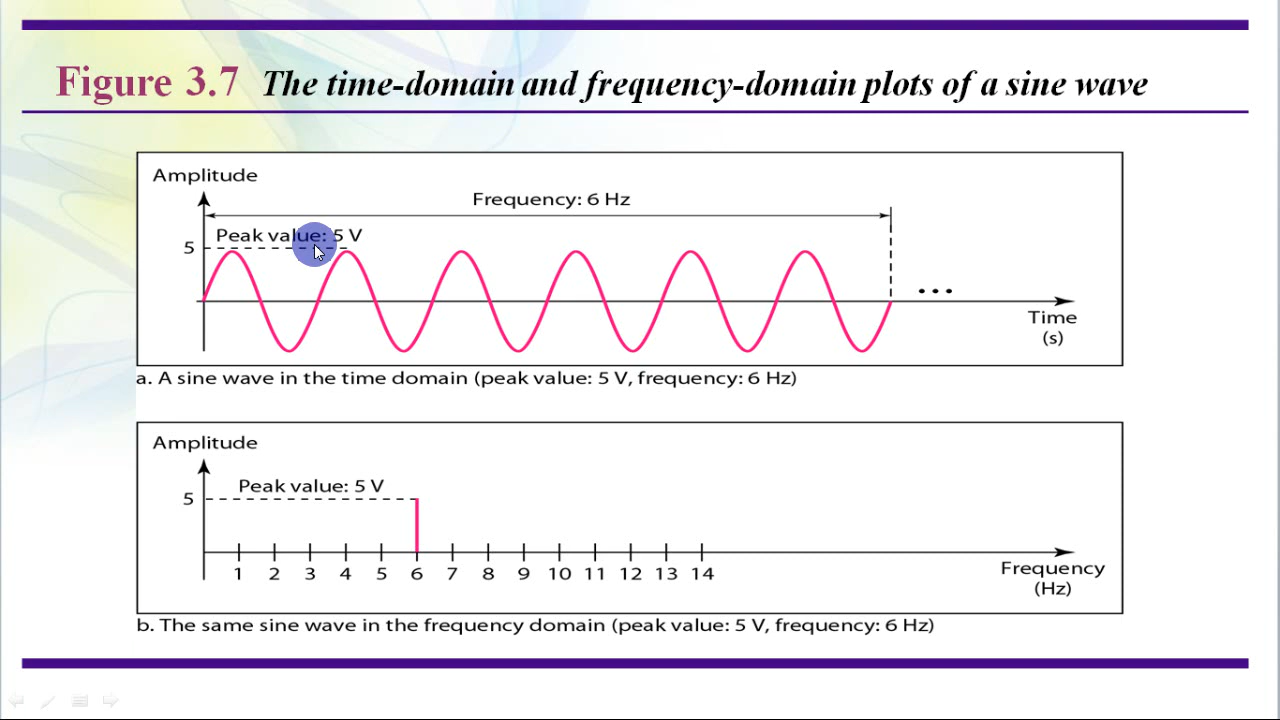 Figure 3.7 The time-domain and frequency-domain plots of a sine wave
Amplitude
Frequency: 6 Hz
Peak value: 5 V
5
...
Time
(s)
a. A sine wave in the time domain (peak value: 5 V, frequency: 6 Hz)
Amplitude
Peak value: 5 V
5
1 2 3 4 5 6 7 8 9 10 11 12 13 14
Frequency
(Hz)
b. The same sine wave in the frequency domain (peak value: 5 V, frequency: 6 Hz)